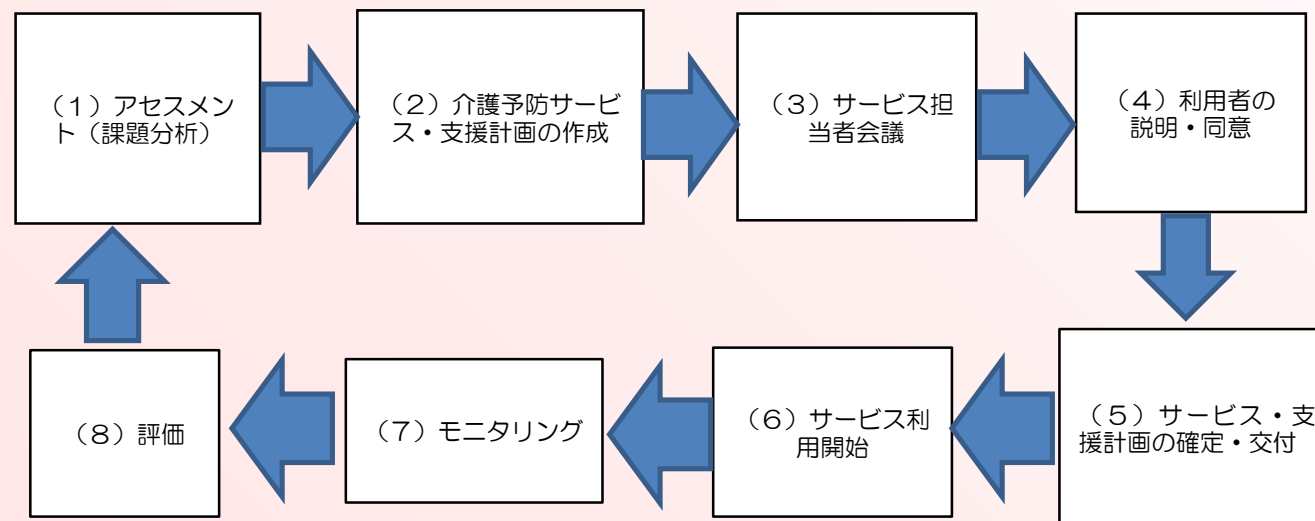 （１）アセスメン
ト（課題分析）
（２）介護予防サービ
ス・支援計画の作成
（３）サービス担
当者会議
（４）利用者の
説明・同意
（５）サービス・支
援計画の確定・交付
（６）サービス利
用開始
（７）モニタリング
（８）評価